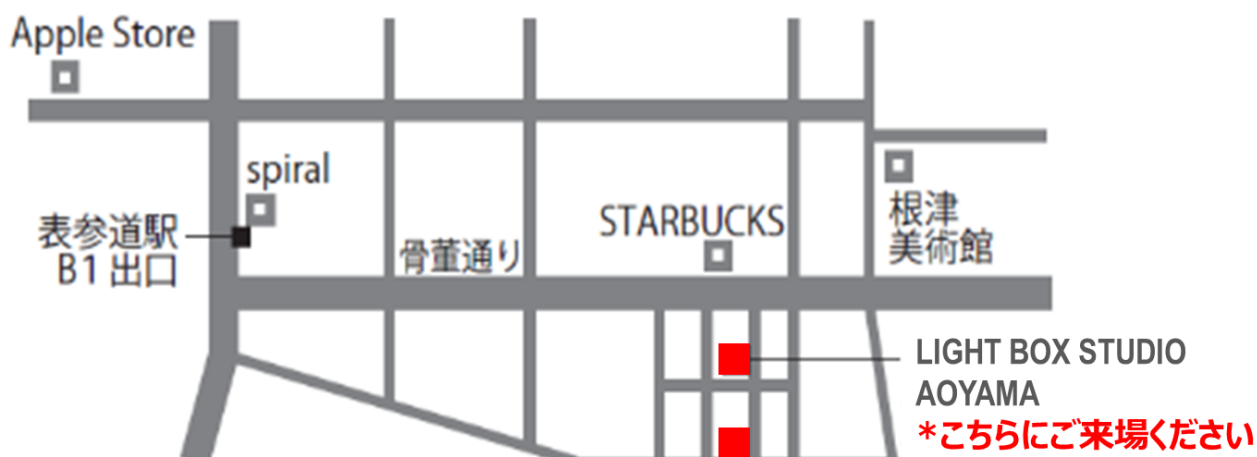 Apple Store
spiral
表参道駅
B1 出口
骨董通り
STARBUCKS
根津
美術館
LIGHT BOX STUDIO
AOYAMA
*こちらにご来場ください